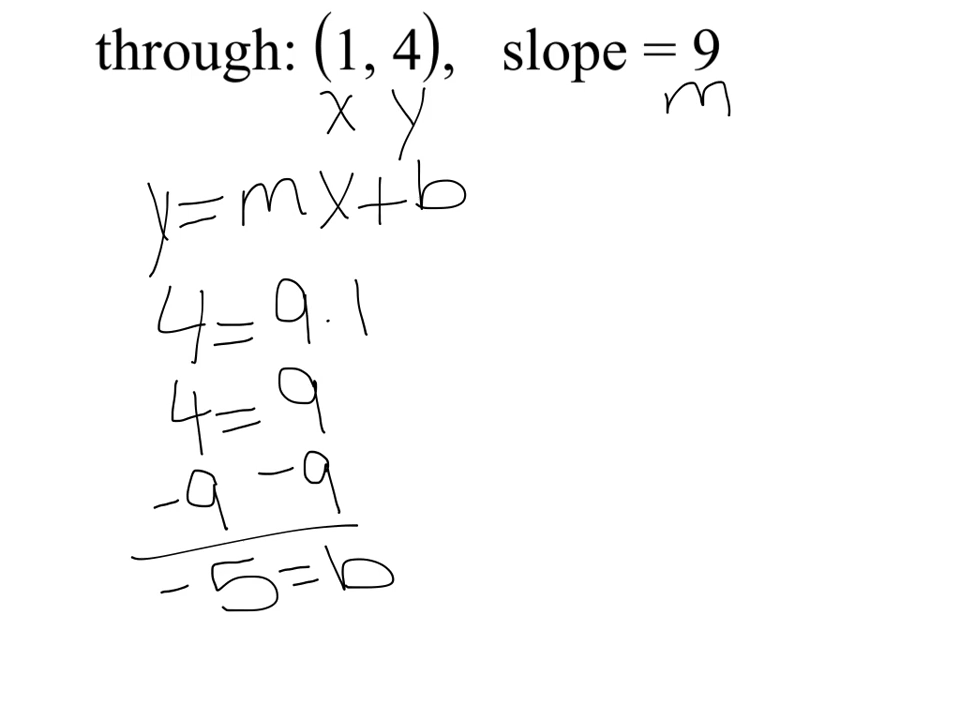 through: (1, 4), slope = 9
x y m
y=mx+b
4=9.1
4=9
-9 -9
-5=b